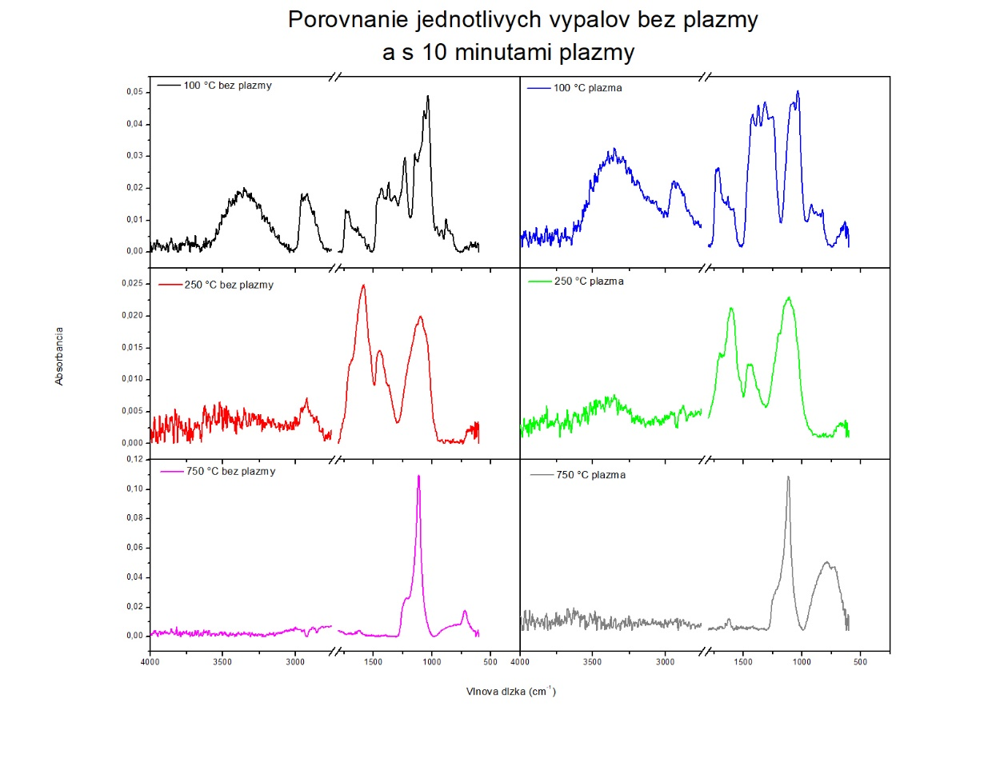 Porovnanie jednotlivych vypalov bez plazmy
a s 10 minutami plazmy
100 °C bez plazmy
100 °C plazma
0,05
0,04
0,03
0,02
0,01
0,00
250 °C bez plazmy
250 °C plazma
0,025
0,020
0,015
0,010
0,005
0,000
Absorbancia
750 °C bez plazmy
750 °C plazma
0,12
0,10
0,08
0,06
0,04
0,02
0,00
4000 3500 3000 1500 1000 500 4000 3500 3000 1500 1000 500
Vlnova dlzka (cm⁻¹)